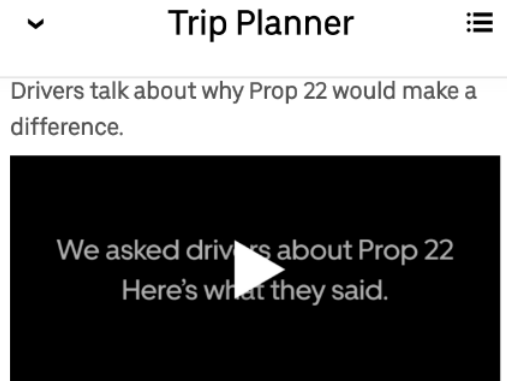 Trip Planner
Drivers talk about why Prop 22 would make a
difference.
We asked drivers about Prop 22
Here's what they said.